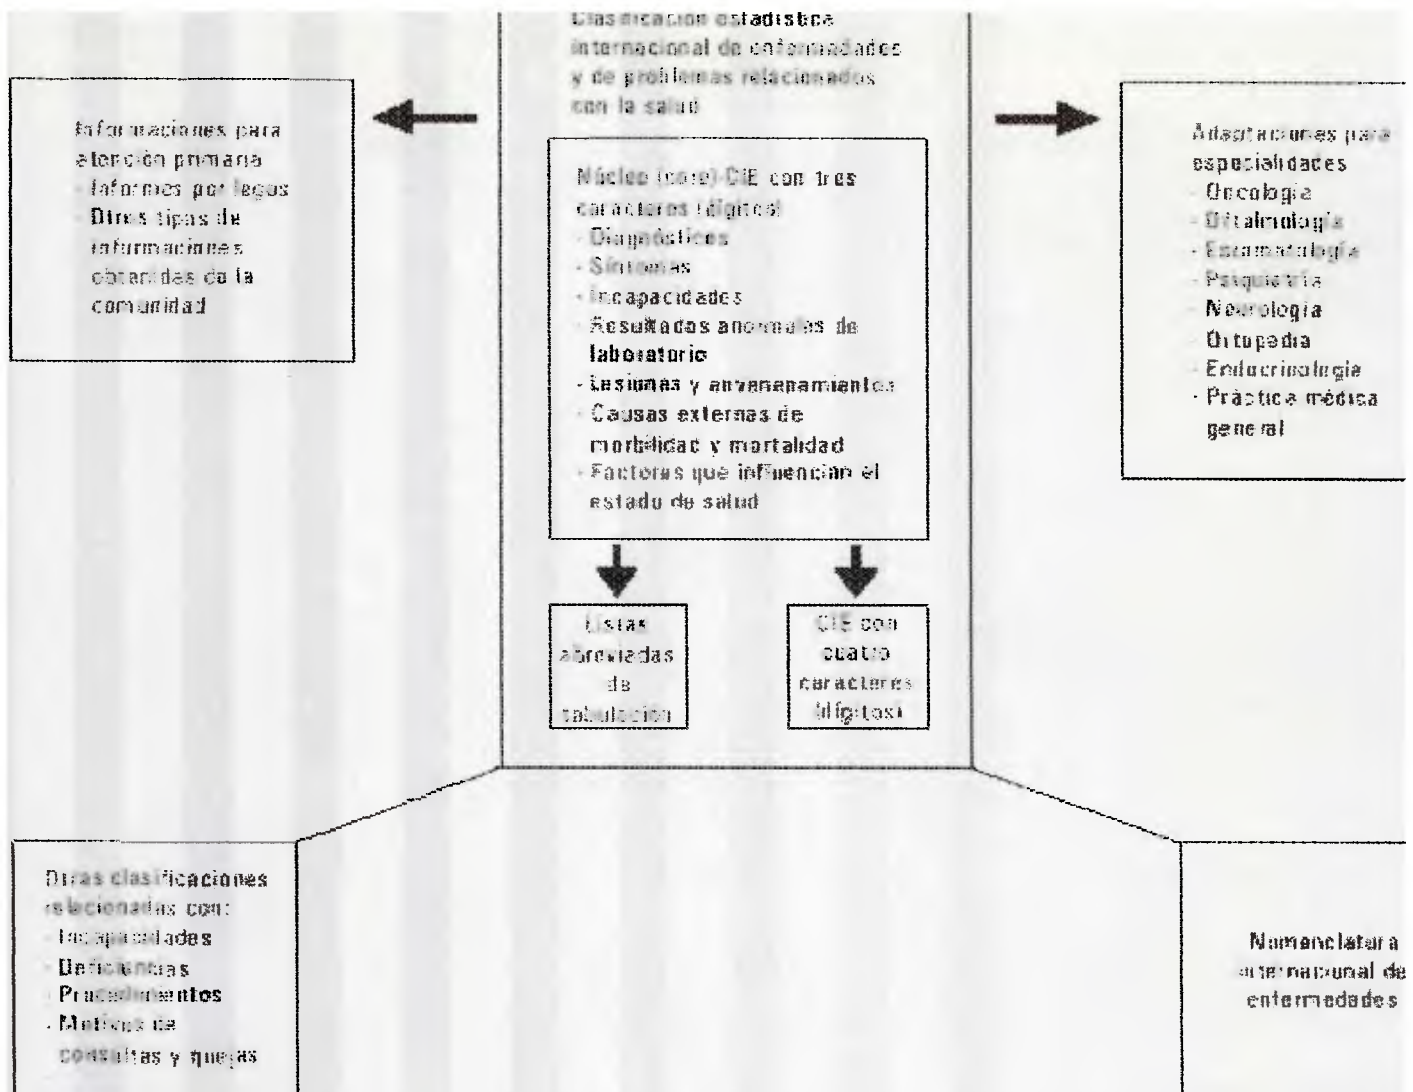 Clasificación estadística
internacional de enfermedades
y de problemas relacionados
con la salud
Informaciones para
atención primaria
- Informes por legos
- Otros tipos de
informaciones
obtenidas de la
comunidad
Núcleo (core)-CIE con tres
caracteres (dígitos)
- Diagnósticos
- Síntomas
- Incapacidades
- Resultados anormales de
laboratorio
- Lesiones y envenenamientos
- Causas externas de
morbilidad y mortalidad
- Factores que influencian el
estado de salud
Adaptaciones para
especialidades
- Oncología
- Oftalmología
- Estomatología
- Psiquiatría
- Neurología
- Ortopedia
- Endocrinología
- Práctica médica
general
Listas
abreviadas
de
tabulación
CIE con
cuatro
caracteres
(dígitos)
Otras clasificaciones
relacionadas con:
- Incapacidades
- Deficiencias
- Procedimientos
- Motivos de
consultas y quejas
Nomenclatura
internacional de
enfermedades